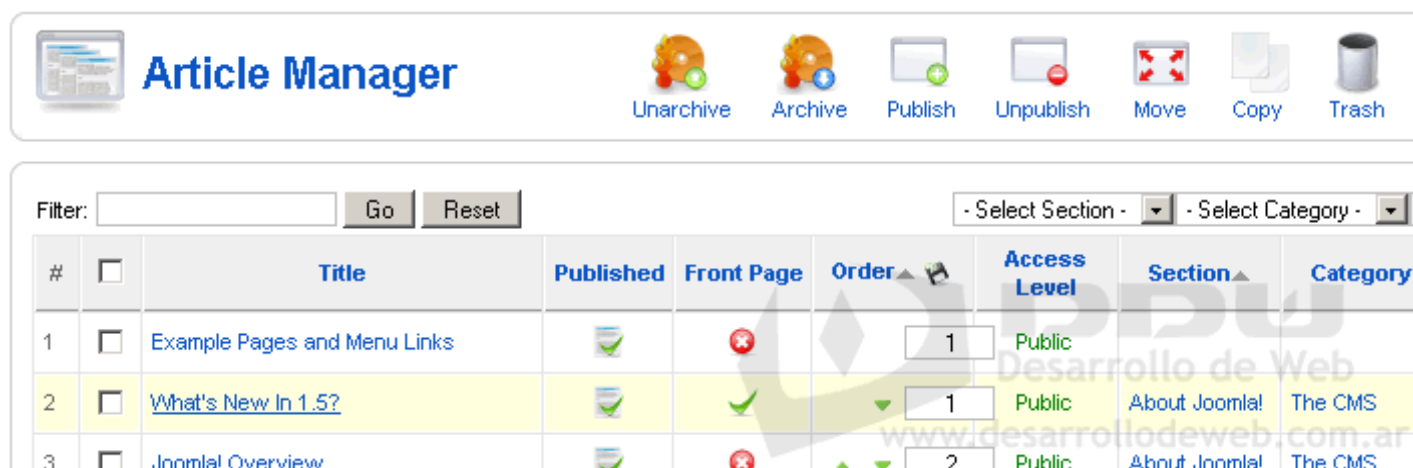 Article Manager
Unarchive Archive Publish Unpublish Move Copy Trash
Filter: Go Reset - Select Section - - Select Category -
# Title Published Front Page Order Access Level Section Category
1 Example Pages and Menu Links 1 Public
2 What's New In 1.5? 1 Public About Joomla! The CMS
3 Joomla! Overview 2 Public About Joomla! The CMS
DDW
Desarrollo de Web
www.desarrollodeweb.com.ar